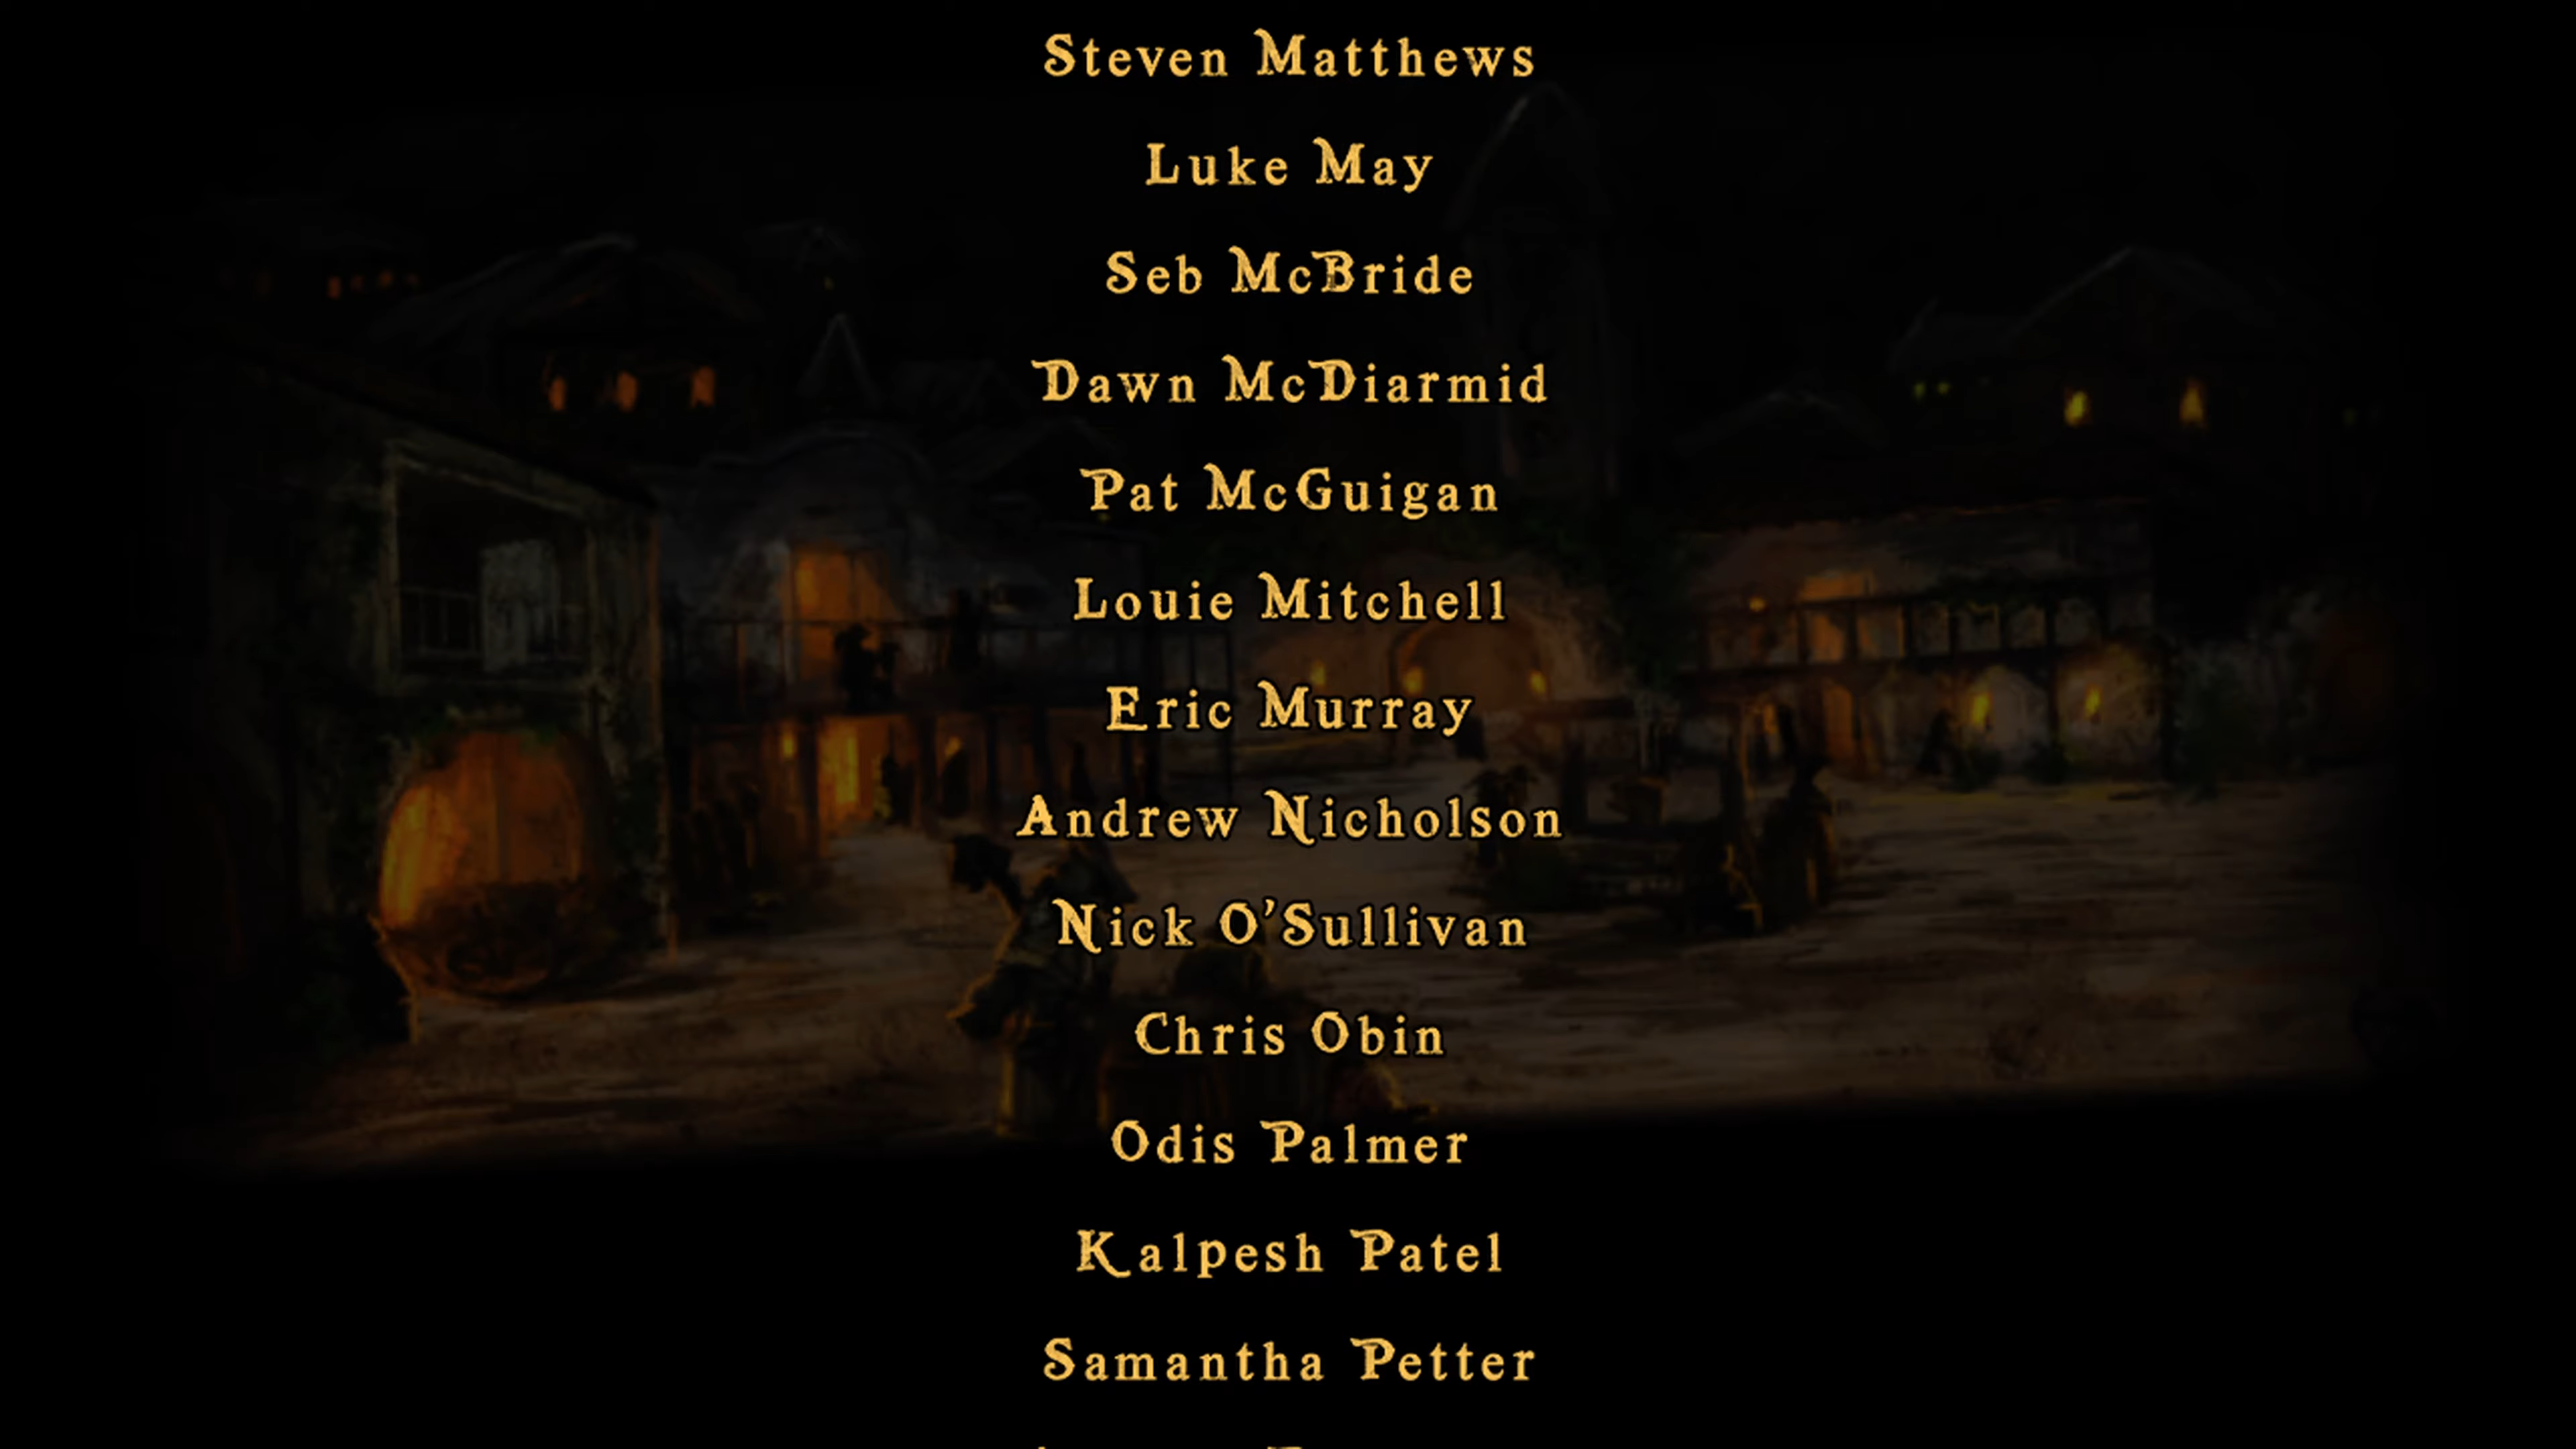 Steven Matthews
Luke May
Seb McBride
Dawn McDiarmid
Pat McGuigan
Louie Mitchell
Eric Murray
Andrew Nicholson
Nick O'Sullivan
Chris Obin
Odis Palmer
Kalpesh Patel
Samantha Petter